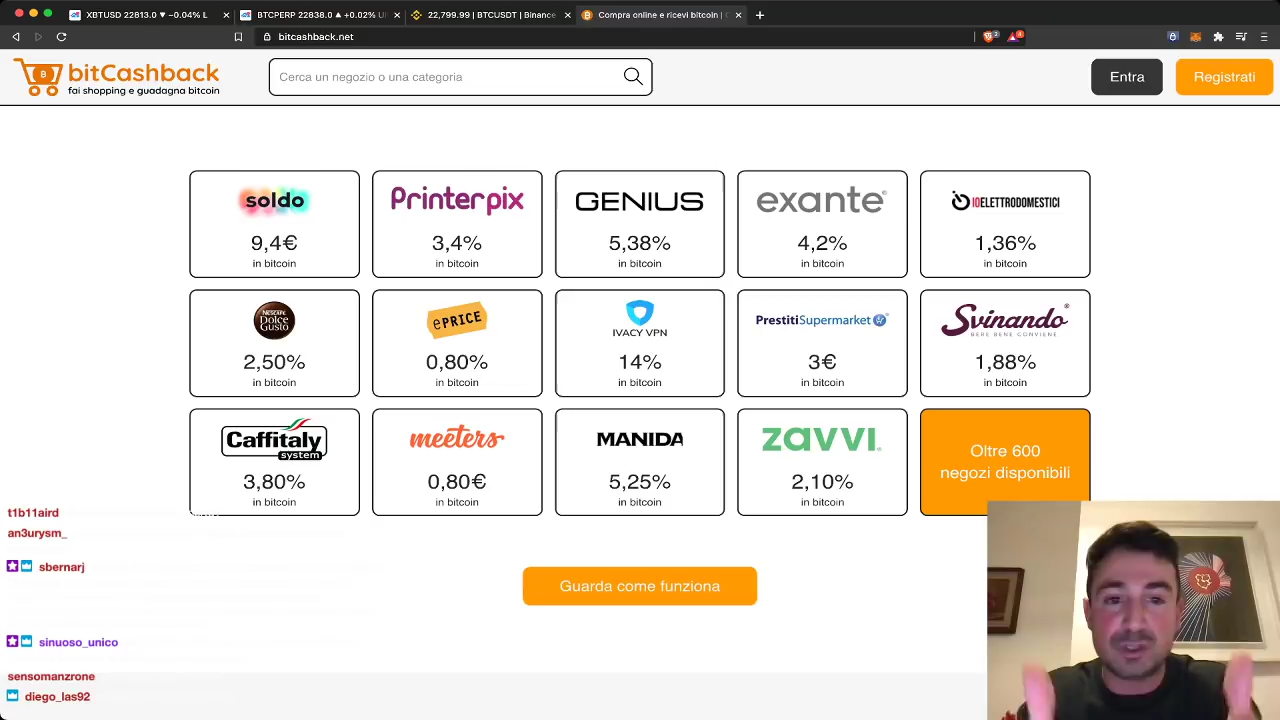 XBTUSD 22813.0 ▼ −0.04% L
BTCPERP 22838.0 ▲ +0.02% U
22,799.99 | BTCUSDT | Binance
Compra online e ricevi bitcoin |
bitcashback.net
bitCashback
fai shopping e guadagna bitcoin
Cerca un negozio o una categoria
Entra
Registrati
soldo
9,4€
in bitcoin
Printerpix
3,4%
in bitcoin
GENIUS
5,38%
in bitcoin
exante
4,2%
in bitcoin
IOELETTRODOMESTICI
1,36%
in bitcoin
NESCAFÉ
Dolce
Gusto
2,50%
in bitcoin
ePRICE
0,80%
in bitcoin
IVACY VPN
14%
in bitcoin
PrestitiSupermarket
3€
in bitcoin
Svinando
BERE BENE CONVIENE.
1,88%
in bitcoin
Caffitaly
system
3,80%
in bitcoin
meeters
0,80€
in bitcoin
MANIDA
5,25%
in bitcoin
zavvi.
2,10%
in bitcoin
Oltre 600
negozi disponibili
Guarda come funziona
t1b11aird
an3urysm_
sbernarj
sinuoso_unico
sensomanzrone
diego_las92